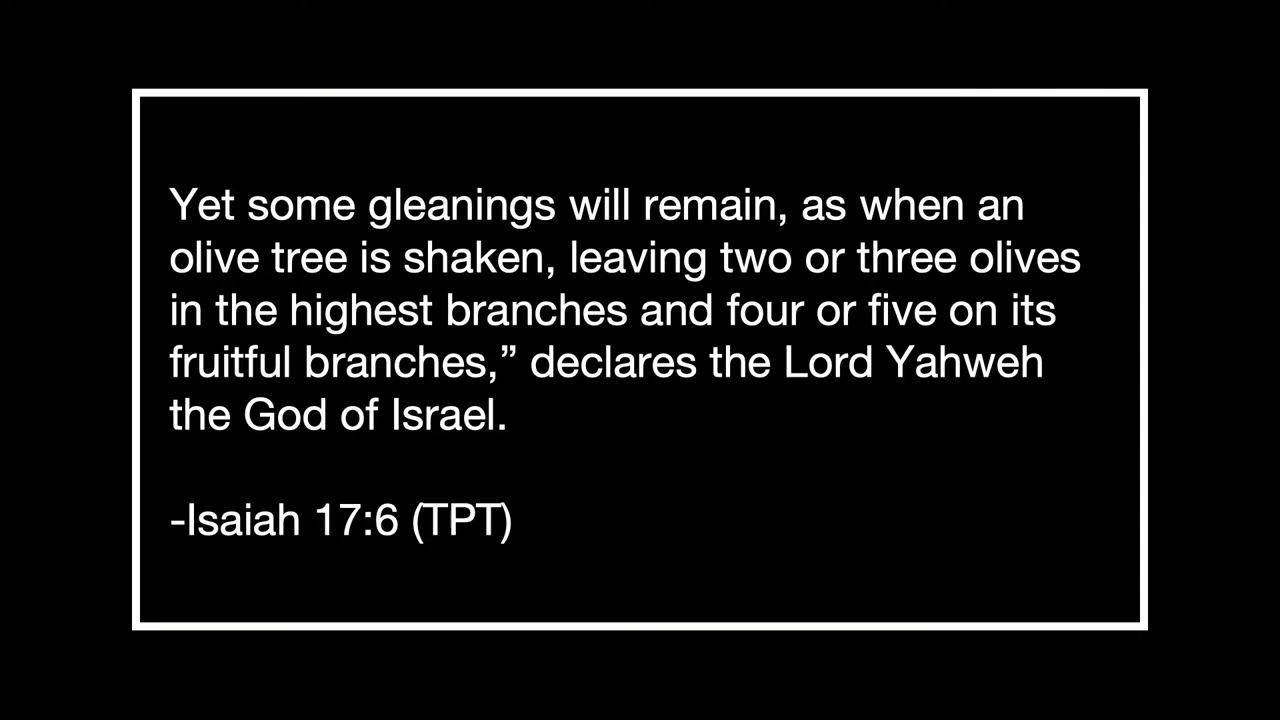 Yet some gleanings will remain, as when an
olive tree is shaken, leaving two or three olives
in the highest branches and four or five on its
fruitful branches,” declares the Lord Yahweh
the God of Israel.
-Isaiah 17:6 (TPT)